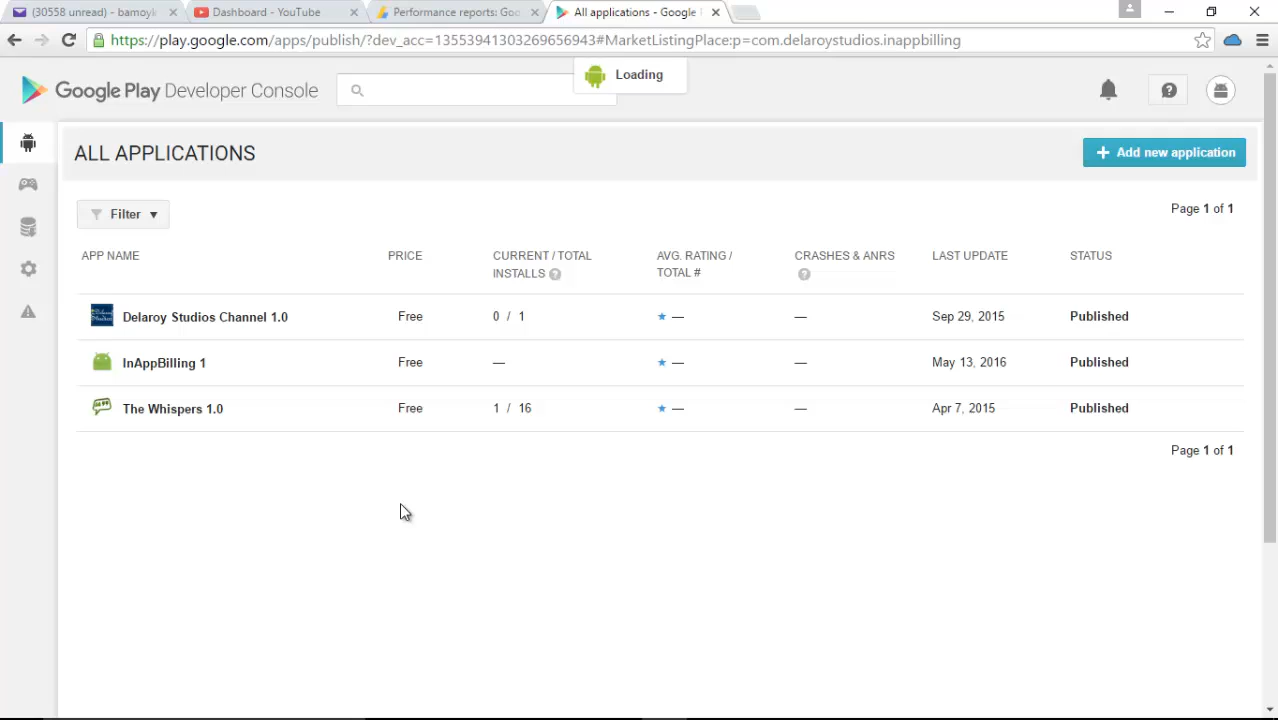 (30558 unread) - bamoyk
Dashboard - YouTube
Performance reports: Goo
All applications - Google
https://play.google.com/apps/publish/?dev_acc=13553941303269656943#MarketListingPlace:p=com.delaroystudios.inappbilling
Loading
Google Play Developer Console
ALL APPLICATIONS
+ Add new application
Filter
Page 1 of 1
APP NAME PRICE CURRENT / TOTAL INSTALLS ? AVG. RATING / TOTAL # CRASHES & ANRS ? LAST UPDATE STATUS
Delaroy Studios Channel 1.0 Free 0 / 1 — — Sep 29, 2015 Published
InAppBilling 1 Free — — — May 13, 2016 Published
The Whispers 1.0 Free 1 / 16 — — Apr 7, 2015 Published
Page 1 of 1